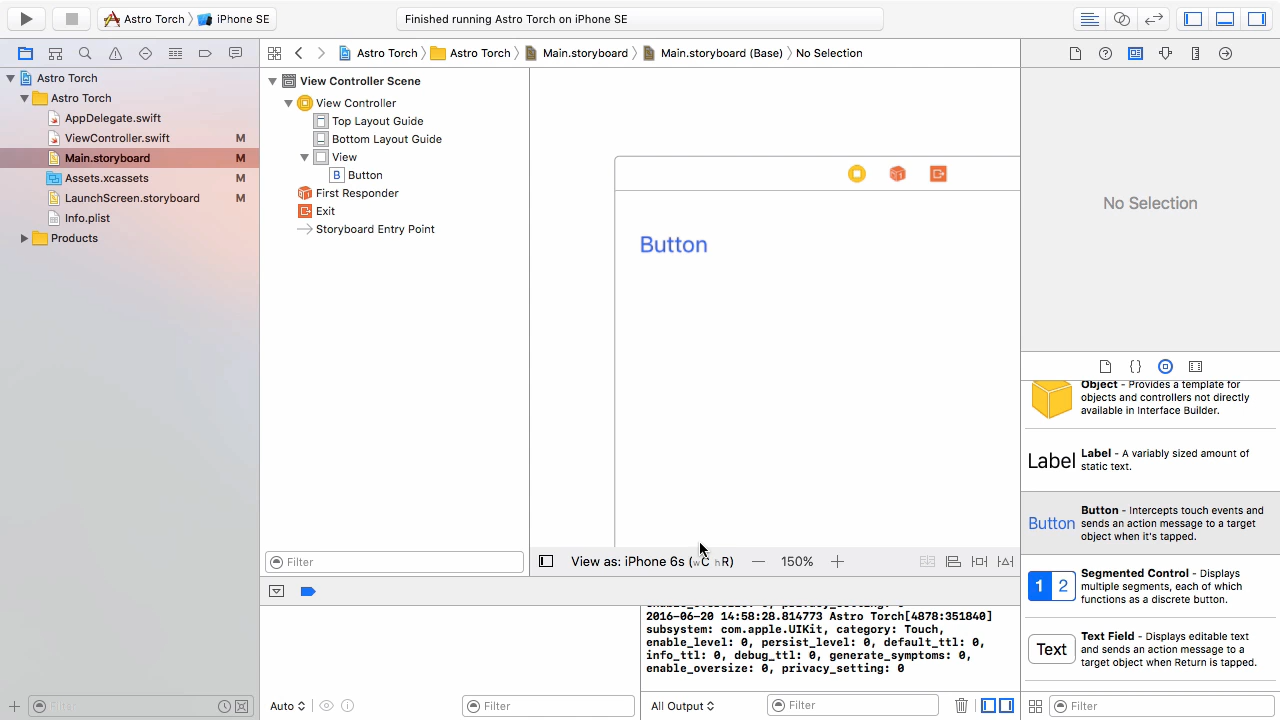 Astro Torch
iPhone SE
Finished running Astro Torch on iPhone SE
Astro Torch
Astro Torch
Main.storyboard
Main.storyboard (Base)
No Selection
Astro Torch
Astro Torch
AppDelegate.swift
ViewController.swift
M
Main.storyboard
M
Assets.xcassets
M
LaunchScreen.storyboard
M
Info.plist
Products
Filter
View Controller Scene
View Controller
Top Layout Guide
Bottom Layout Guide
View
B
Button
First Responder
Exit
Storyboard Entry Point
Filter
Button
View as: iPhone 6s (wC hR)
150%
No Selection
Object - Provides a template for
objects and controllers not directly
available in Interface Builder.
Label
Label - A variably sized amount of
static text.
Button
Button - Intercepts touch events and
sends an action message to a target
object when it's tapped.
1 2
Segmented Control - Displays
multiple segments, each of which
functions as a discrete button.
Text
Text Field - Displays editable text
and sends an action message to a
target object when Return is tapped.
Filter
2016-06-20 14:58:28.814773 Astro Torch[4878:351840]
subsystem: com.apple.UIKit, category: Touch,
enable_level: 0, persist_level: 0, default_ttl: 0,
info_ttl: 0, debug_ttl: 0, generate_symptoms: 0,
enable_oversize: 0, privacy_setting: 0
Auto
Filter
All Output
Filter